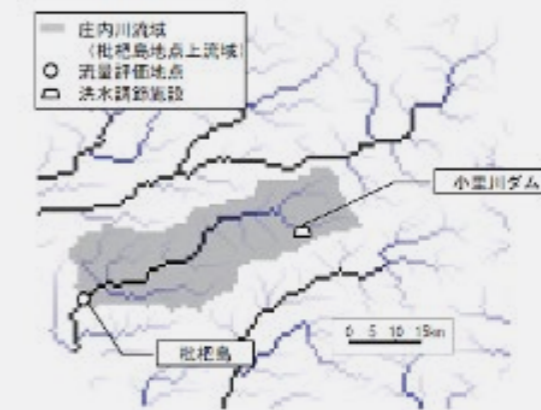 庄内川流域
(枇杷島地点上流域)
流量評価地点
洪水調節施設
小里川ダム
枇杷島
0 5 10 15km